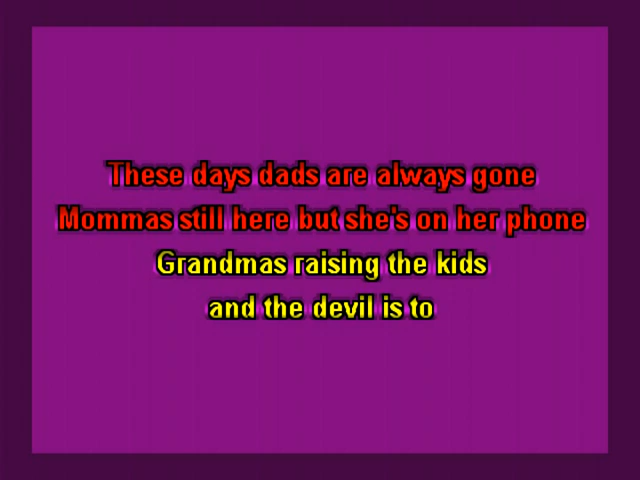 These days dads are always gone
Mommas still here but she's on her phone
Grandmas raising the kids
and the devil is to